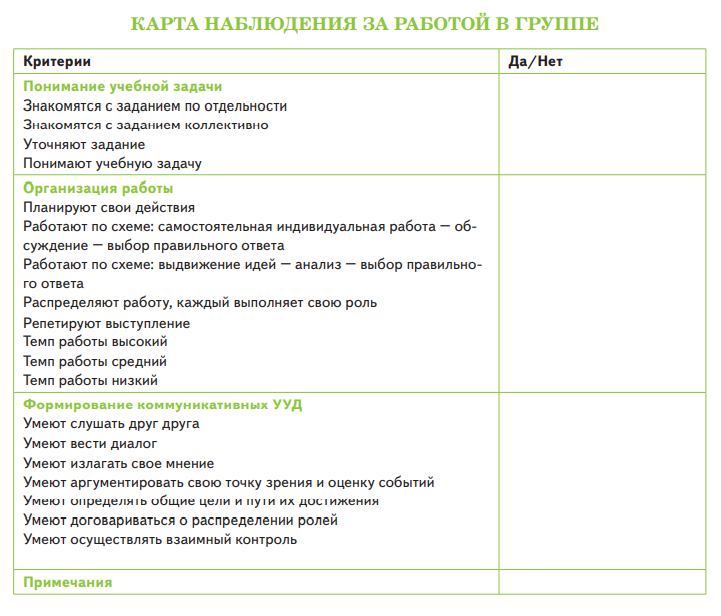 КАРТА НАБЛЮДЕНИЯ ЗА РАБОТОЙ В ГРУППЕ
Критерии
Да/Нет
Понимание учебной задачи
Знакомятся с заданием по отдельности
Знакомятся с заданием коллективно
Уточняют задание
Понимают учебную задачу
Организация работы
Планируют свои действия
Работают по схеме: самостоятельная индивидуальная работа — об-
суждение — выбор правильного ответа
Работают по схеме: выдвижение идей — анализ — выбор правильно-
го ответа
Распределяют работу, каждый выполняет свою роль
Репетируют выступление
Темп работы высокий
Темп работы средний
Темп работы низкий
Формирование коммуникативных УУД
Умеют слушать друг друга
Умеют вести диалог
Умеют излагать свое мнение
Умеют аргументировать свою точку зрения и оценку событий
Умеют определять общие цели и пути их достижения
Умеют договариваться о распределении ролей
Умеют осуществлять взаимный контроль
Примечания